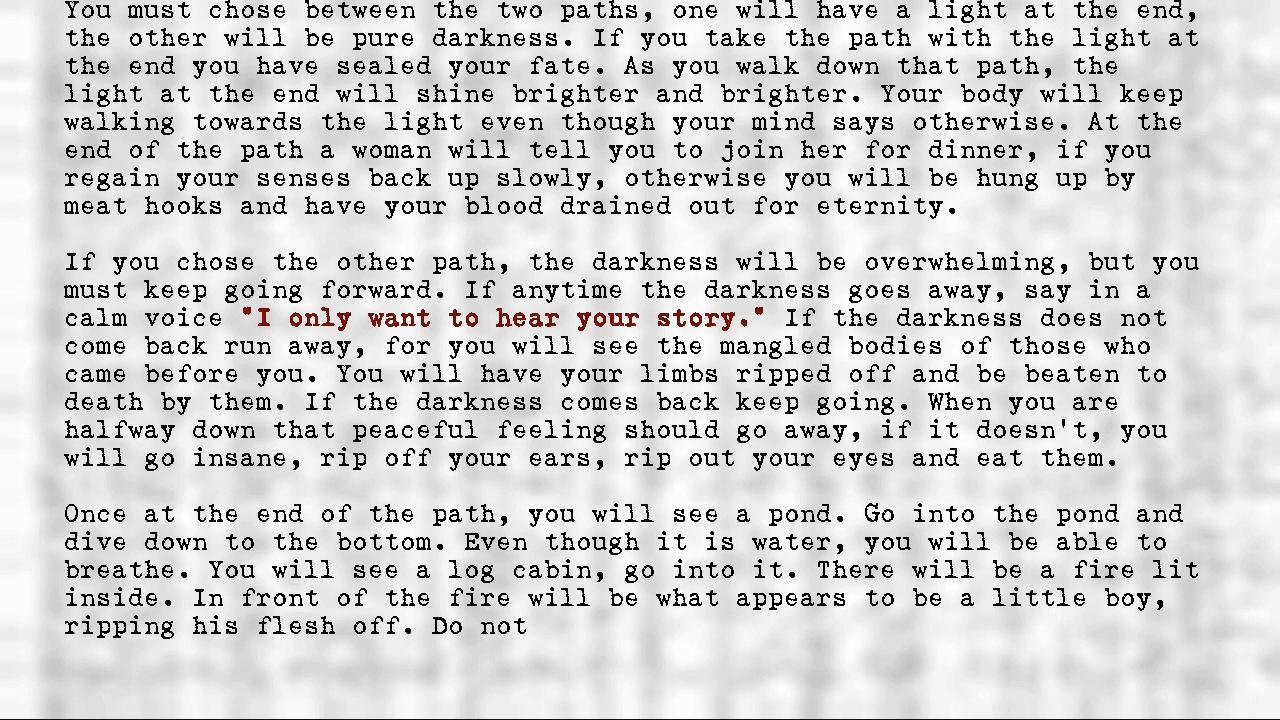 You must chose between the two paths, one will have a light at the end,
the other will be pure darkness. If you take the path with the light at
the end you have sealed your fate. As you walk down that path, the
light at the end will shine brighter and brighter. Your body will keep
walking towards the light even though your mind says otherwise. At the
end of the path a woman will tell you to join her for dinner, if you
regain your senses back up slowly, otherwise you will be hung up by
meat hooks and have your blood drained out for eternity.
If you chose the other path, the darkness will be overwhelming, but you
must keep going forward. If anytime the darkness goes away, say in a
calm voice "I only want to hear your story." If the darkness does not
come back run away, for you will see the mangled bodies of those who
came before you. You will have your limbs ripped off and be beaten to
death by them. If the darkness comes back keep going. When you are
halfway down that peaceful feeling should go away, if it doesn't, you
will go insane, rip off your ears, rip out your eyes and eat them.
Once at the end of the path, you will see a pond. Go into the pond and
dive down to the bottom. Even though it is water, you will be able to
breathe. You will see a log cabin, go into it. There will be a fire lit
inside. In front of the fire will be what appears to be a little boy,
ripping his flesh off. Do not